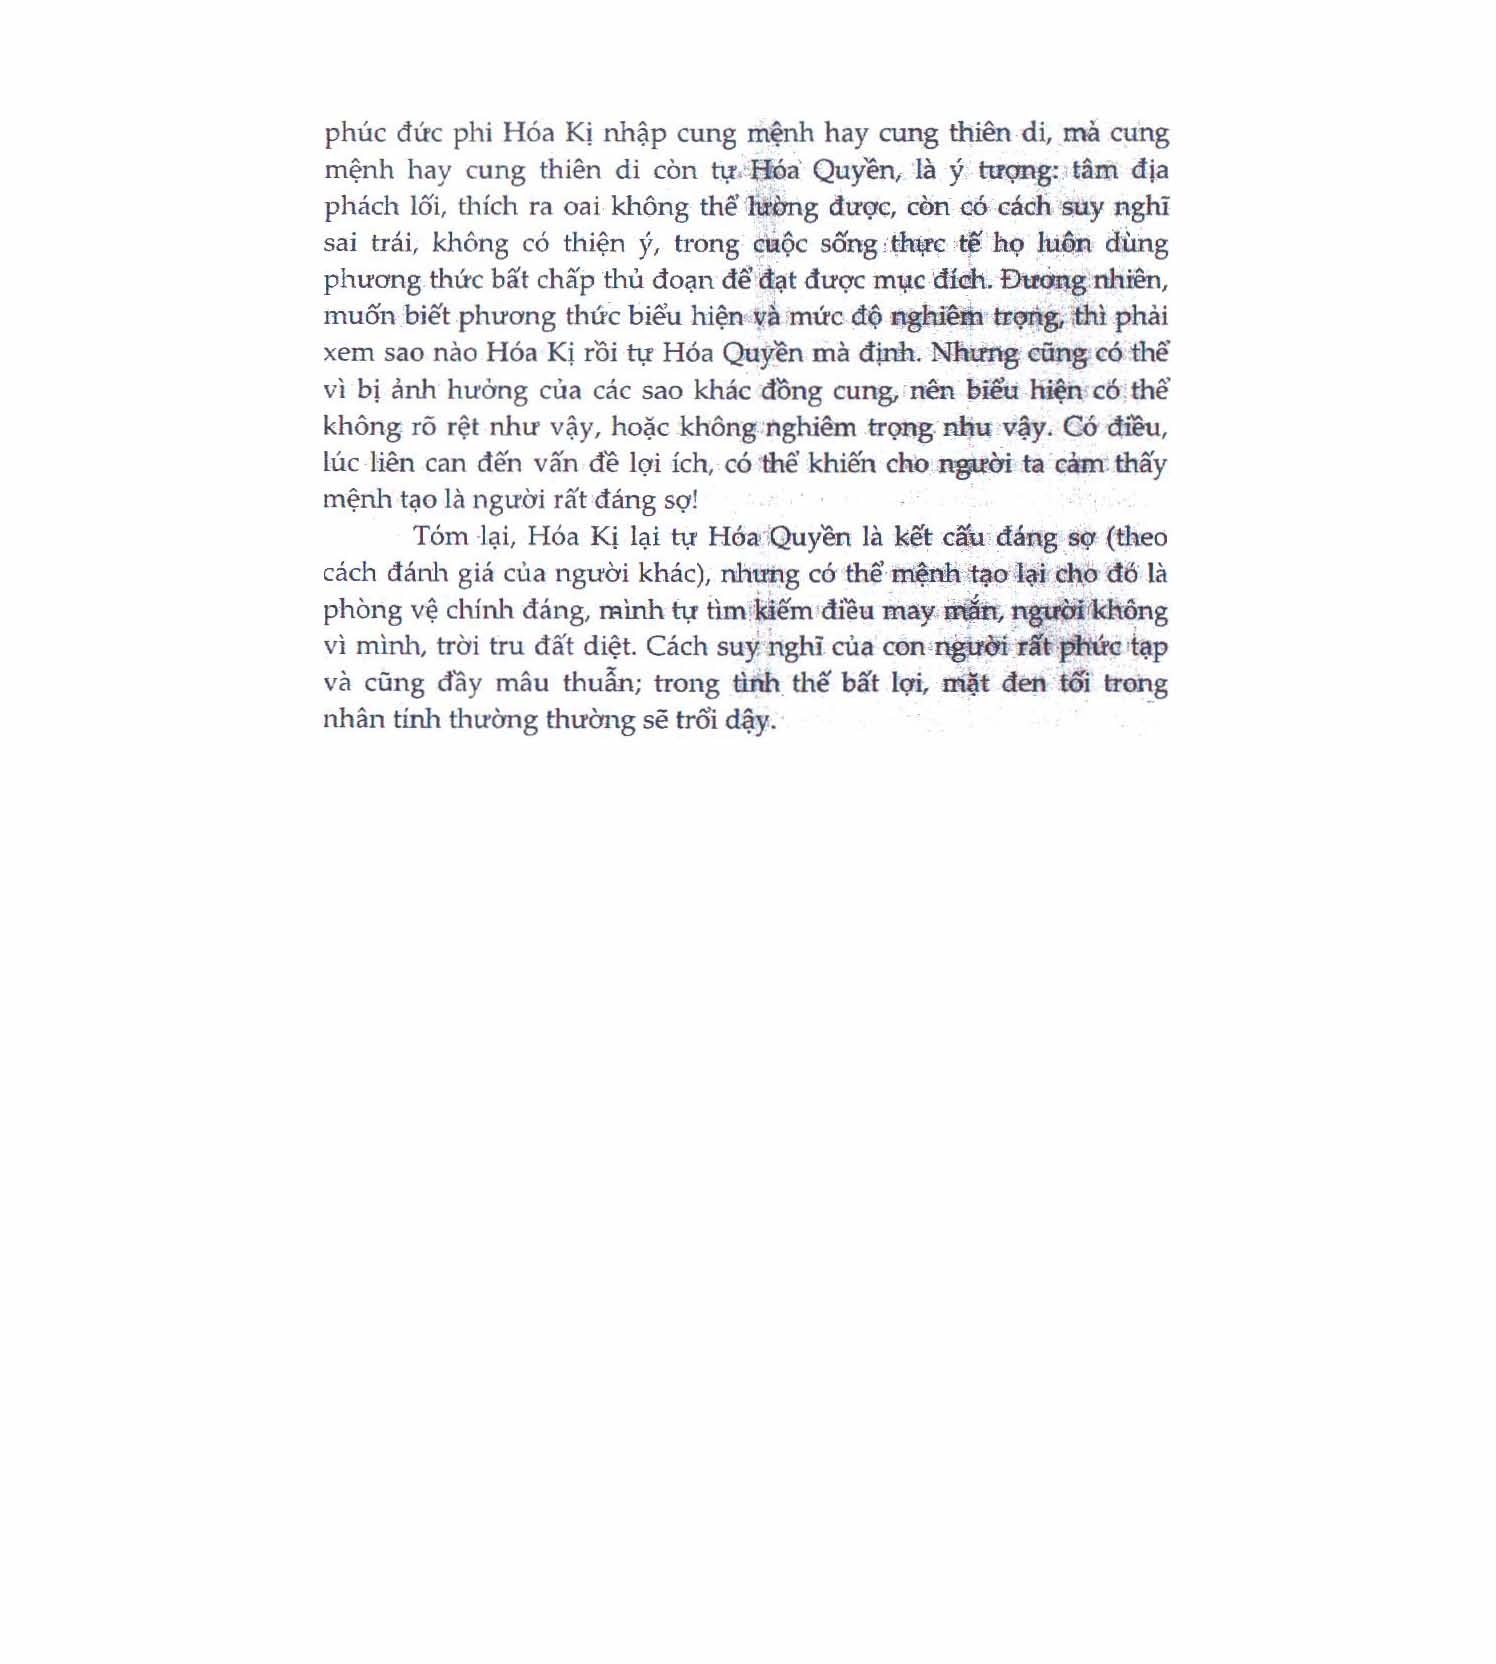 phúc đức phi Hóa Kị nhập cung mệnh hay cung thiên di, mà cung
mệnh hay cung thiên di còn tự Hóa Quyền, là ý tượng: tâm địa
phách lối, thích ra oai không thể lường được, còn có cách suy nghĩ
sai trái, không có thiện ý, trong cuộc sống thực tế họ luôn dùng
phương thức bất chấp thủ đoạn để đạt được mục đích. Đương nhiên,
muốn biết phương thức biểu hiện và mức độ nghiêm trọng, thì phải
xem sao nào Hóa Kị rồi tự Hóa Quyền mà định. Nhưng cũng có thể
vì bị ảnh hưởng của các sao khác đồng cung, nên biểu hiện có thể
không rõ rệt như vậy, hoặc không nghiêm trọng như vậy. Có điều,
lúc liên can đến vấn đề lợi ích, có thể khiến cho người ta cảm thấy
mệnh tạo là người rất đáng sợ!
Tóm lại, Hóa Kị lại tự Hóa Quyền là kết cấu đáng sợ (theo
cách đánh giá của người khác), nhưng có thể mệnh tạo lại cho đó là
phòng vệ chính đáng, mình tự tìm kiếm điều may mắn, người không
vì mình, trời tru đất diệt. Cách suy nghĩ của con người rất phức tạp
và cũng đầy mâu thuẫn; trong tình thế bất lợi, mặt đen tối trong
nhân tính thường thường sẽ trổi dậy.